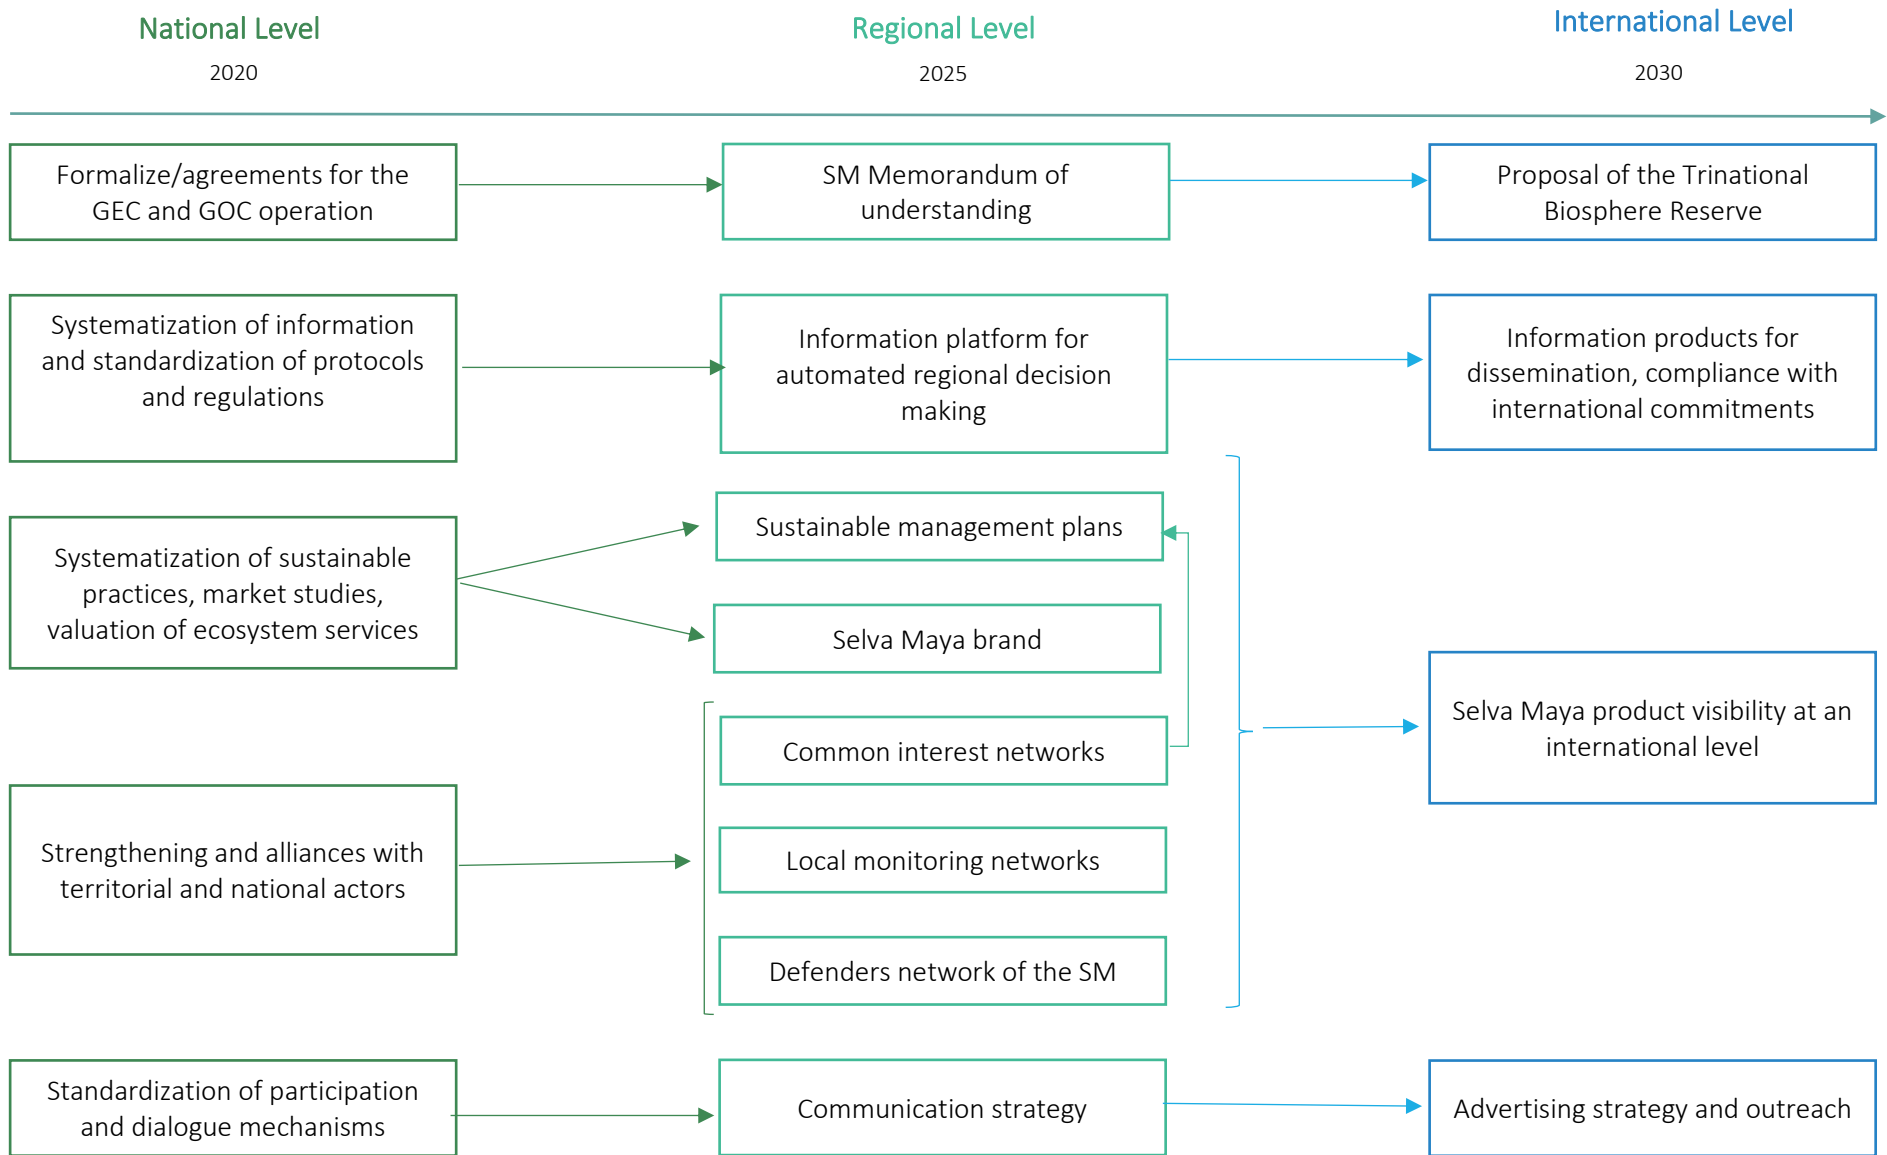 National Level
Regional Level
International Level
2020
2025
2030
Formalize/agreements for the
GEC and GOC operation
SM Memorandum of
understanding
Proposal of the Trinational
Biosphere Reserve
Systematization of information
and standardization of protocols
and regulations
Information platform for
automated regional decision
making
Information products for
dissemination, compliance with
international commitments
Systematization of sustainable
practices, market studies,
valuation of ecosystem services
Sustainable management plans
Selva Maya brand
Common interest networks
Selva Maya product visibility at an
international level
Strengthening and alliances with
territorial and national actors
Local monitoring networks
Defenders network of the SM
Standardization of participation
and dialogue mechanisms
Communication strategy
Advertising strategy and outreach